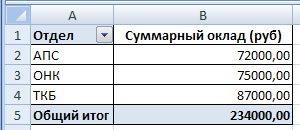 A B
1 Отдел Суммарный оклад (руб)
2 АПС 72000,00
3 ОНК 75000,00
4 ТКБ 87000,00
5 Общий итог 234000,00